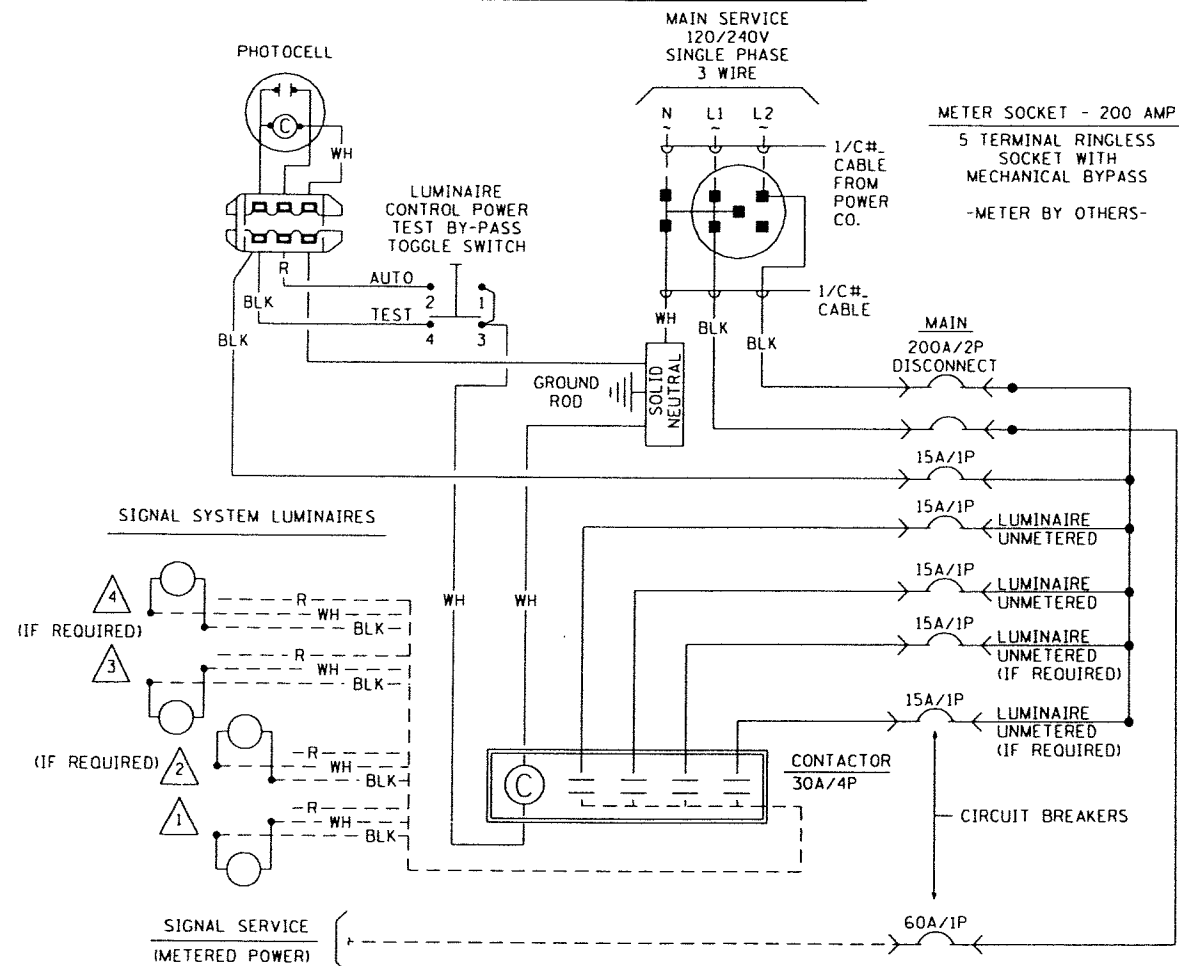 MAIN SERVICE
120/240V
SINGLE PHASE
3 WIRE
PHOTOCELL
N L1 L2
METER SOCKET - 200 AMP
5 TERMINAL RINGLESS
SOCKET WITH
MECHANICAL BYPASS
-METER BY OTHERS-
1/C#_
CABLE
FROM
POWER
CO.
C
WH
LUMINAIRE
CONTROL POWER
TEST BY-PASS
TOGGLE SWITCH
R
AUTO
2 1
BLK
TEST
4 3
BLK
1/C#_
CABLE
WH
BLK
BLK
MAIN
200A/2P
DISCONNECT
GROUND
ROD
SOLID
NEUTRAL
15A/1P
15A/1P
LUMINAIRE
UNMETERED
15A/1P
LUMINAIRE
UNMETERED
15A/1P
LUMINAIRE
UNMETERED
(IF REQUIRED)
15A/1P
LUMINAIRE
UNMETERED
(IF REQUIRED)
SIGNAL SYSTEM LUMINAIRES
4
(IF REQUIRED)
R
WH
BLK
3
R
WH
BLK
WH WH
(IF REQUIRED)
2
R
WH
BLK
1
R
WH
BLK
C
CONTACTOR
30A/4P
CIRCUIT BREAKERS
60A/1P
SIGNAL SERVICE
(METERED POWER)